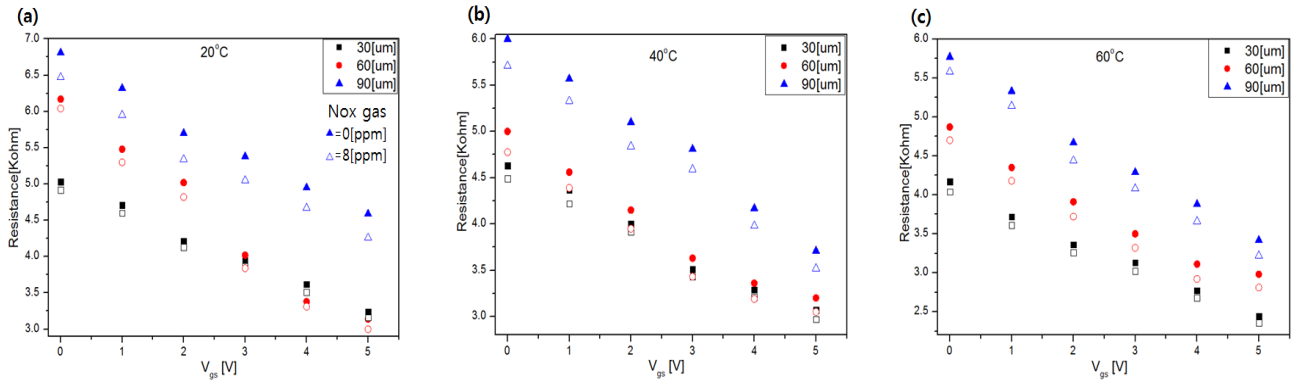 (a)
20°C
30[um]
60[um]
90[um]
Nox gas
=0[ppm]
=8[ppm]
7.0
6.5
6.0
5.5
5.0
4.5
4.0
3.5
3.0
Resistance[Kohm]
0 1 2 3 4 5
Vgs [V]
(b)
40°C
30[um]
60[um]
90[um]
6.0
5.5
5.0
4.5
4.0
3.5
3.0
Resistance[Kohm]
0 1 2 3 4 5
Vgs [V]
(c)
60°C
30[um]
60[um]
90[um]
6.0
5.5
5.0
4.5
4.0
3.5
3.0
2.5
Resistance[Kohm]
0 1 2 3 4 5
Vgs [V]